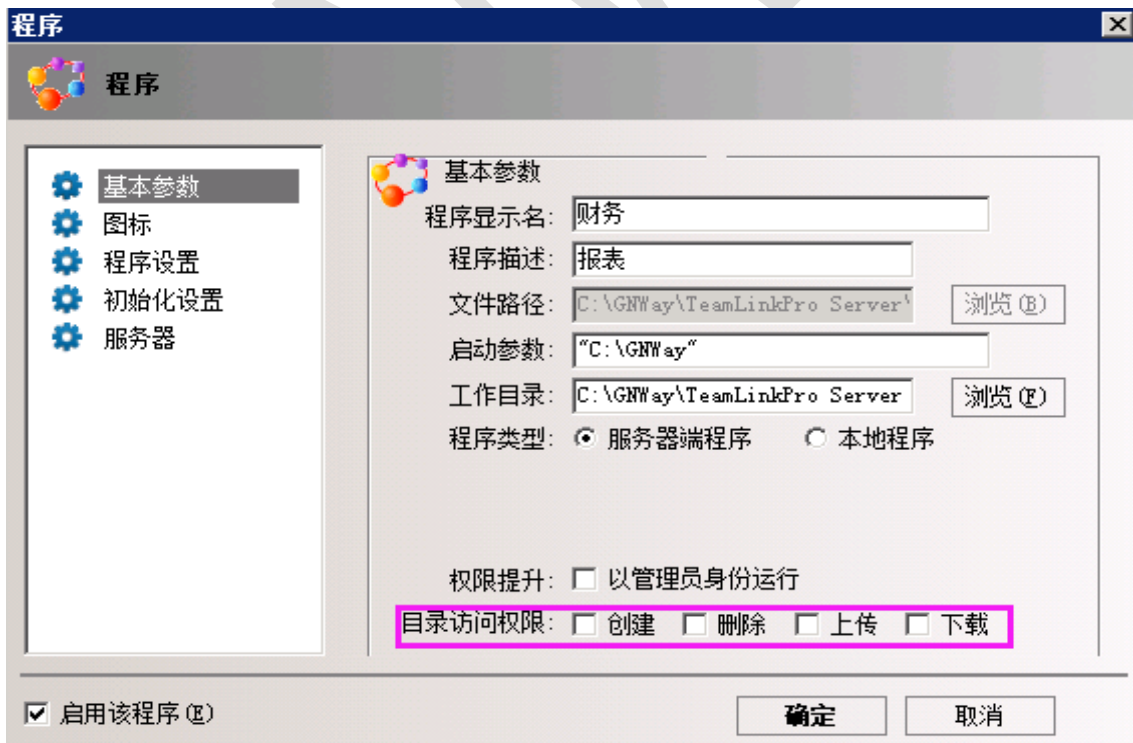 程序
程序
基本参数
图标
程序设置
初始化设置
服务器
基本参数
程序显示名: 财务
程序描述: 报表
文件路径: C:\GNWay\TeamLinkPro Server\ 浏览(B)
启动参数: "C:\GNWay"
工作目录: C:\GNWay\TeamLinkPro Server 浏览(F)
程序类型: 服务器端程序 本地程序
权限提升: 以管理员身份运行
目录访问权限: 创建 删除 上传 下载
启用该程序(E) 确定 取消